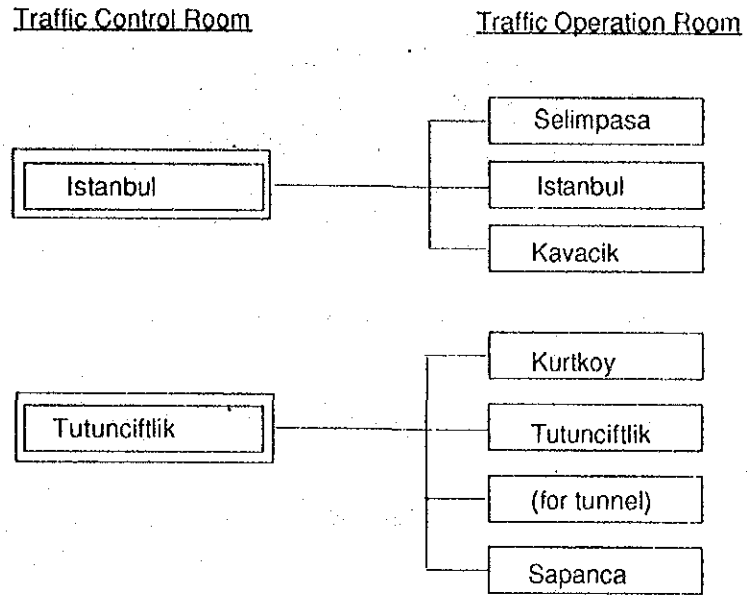 Traffic Control Room
Traffic Operation Room
Selimpasa
Istanbul
Istanbul
Kavacik
Kurtkoy
Tutunciftlik
Tutunciftlik
(for tunnel)
Sapanca